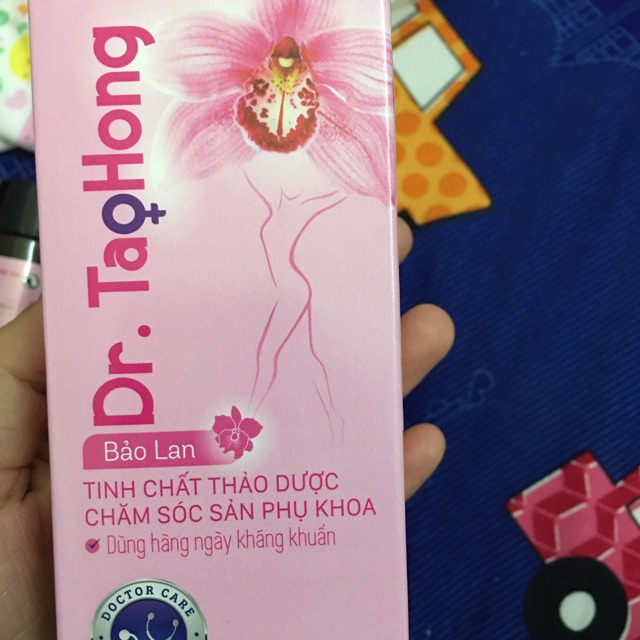 Dr. TaoHong
Bảo Lan
TINH CHẤT THẢO DƯỢC
CHĂM SÓC SẢN PHỤ KHOA
Dùng hàng ngày kháng khuẩn
DOCTOR CARE